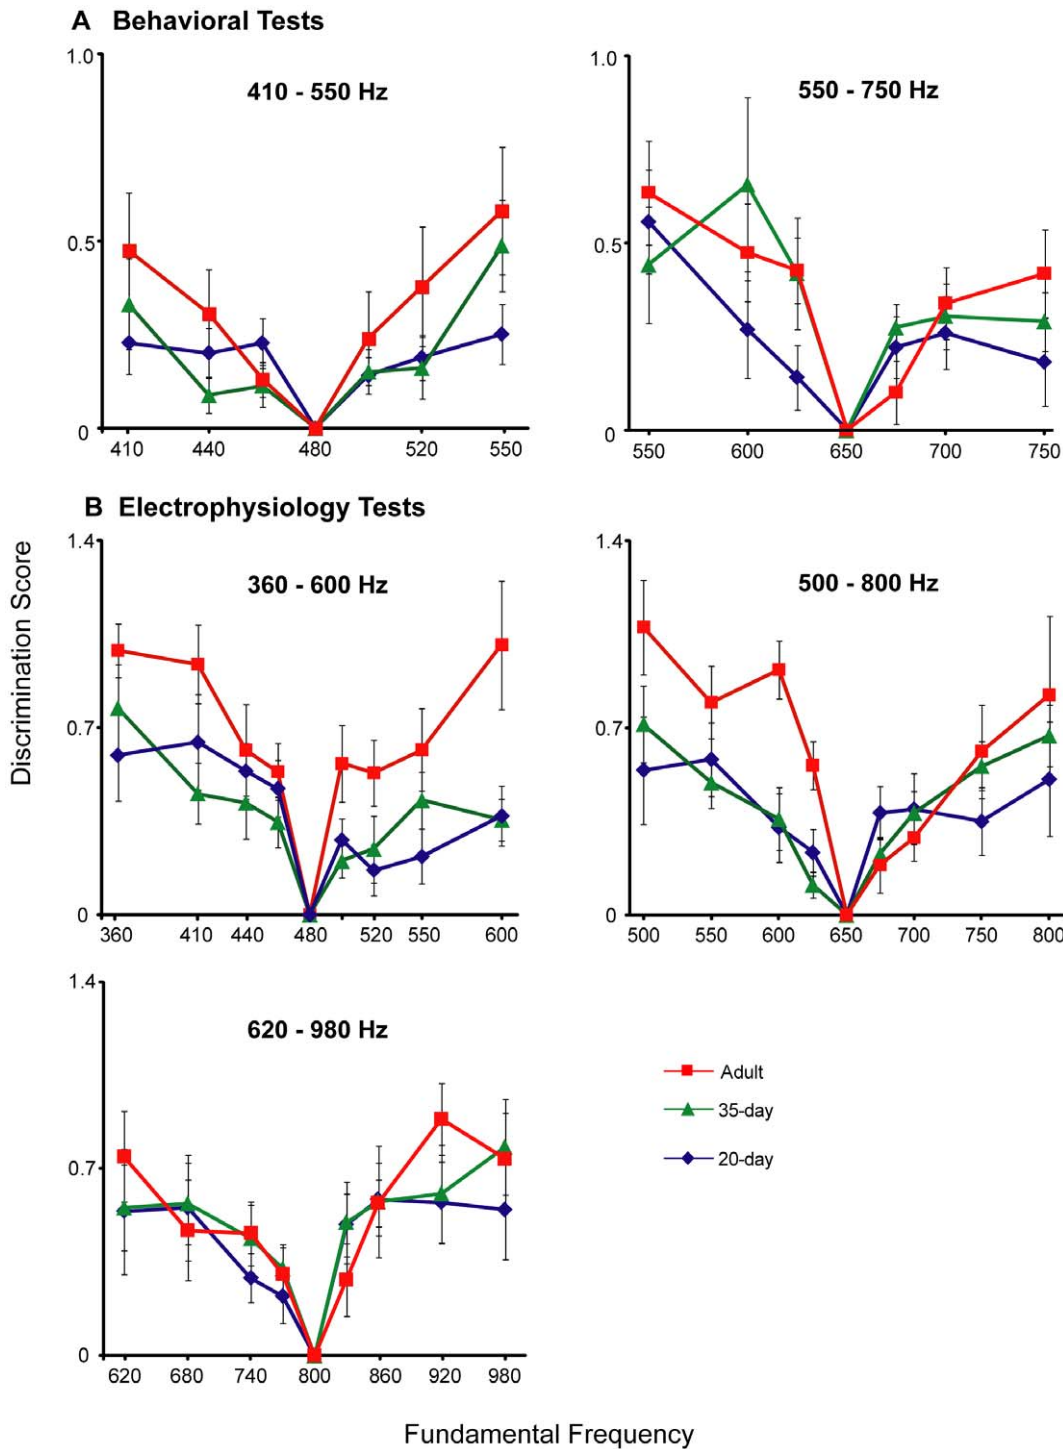 A Behavioral Tests
410 - 550 Hz
1.0
0.5
0
410 440 480 520 550
550 - 750 Hz
1.0
0.5
0
550 600 650 700 750
B Electrophysiology Tests
Discrimination Score
360 - 600 Hz
1.4
0.7
0
360 410 440 480 520 550 600
500 - 800 Hz
1.4
0.7
0
500 550 600 650 700 750 800
620 - 980 Hz
1.4
0.7
0
620 680 740 800 860 920 980
Adult
35-day
20-day
Fundamental Frequency